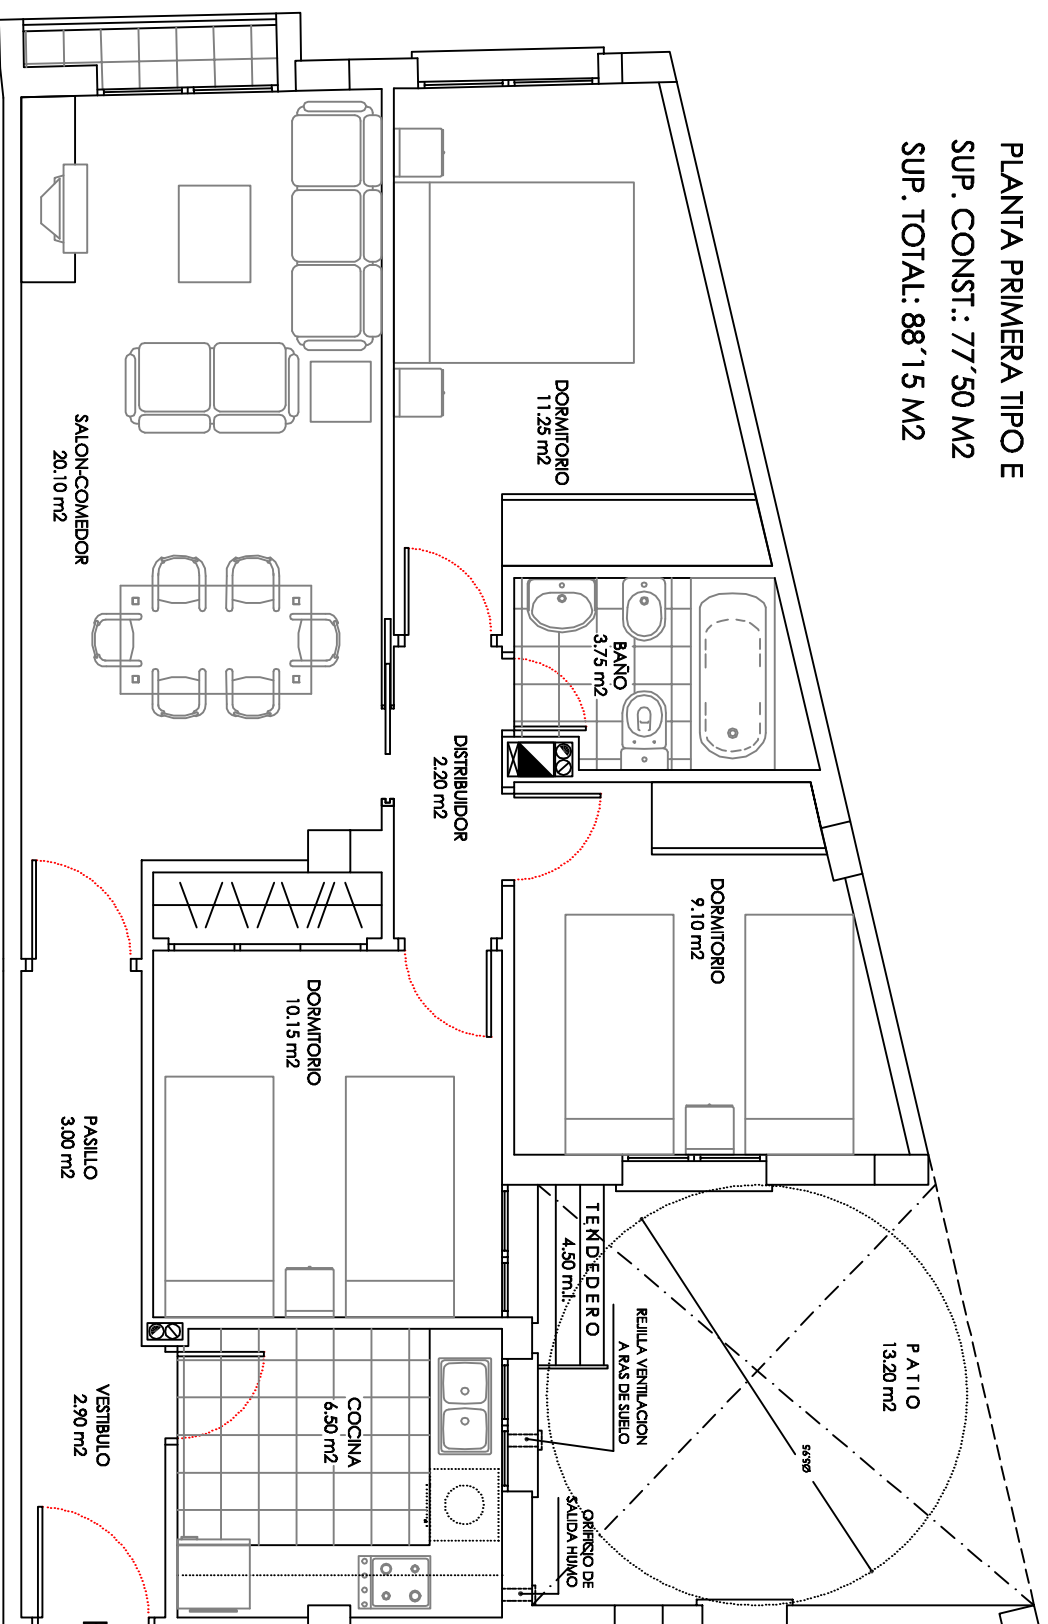 PLANTA PRIMERA TIPO E
SUP. CONST.: 77´50 M2
SUP. TOTAL: 88´15 M2
DORMITORIO
11.25 m2
SALON-COMEDOR
20.10 m2
BAÑO
3.75 m2
DISTRIBUIDOR
2.20 m2
DORMITORIO
9.10 m2
DORMITORIO
10.15 m2
PASILLO
3.00 m2
TENDEDERO
4.50 m.l.
REJILLA VENTILACION
A RAS DE SUELO
PATIO
13.20 m2
Ø5.95
COCINA
6.50 m2
VESTIBULO
2.90 m2
ORIFICIO DE
SALIDA HUMO